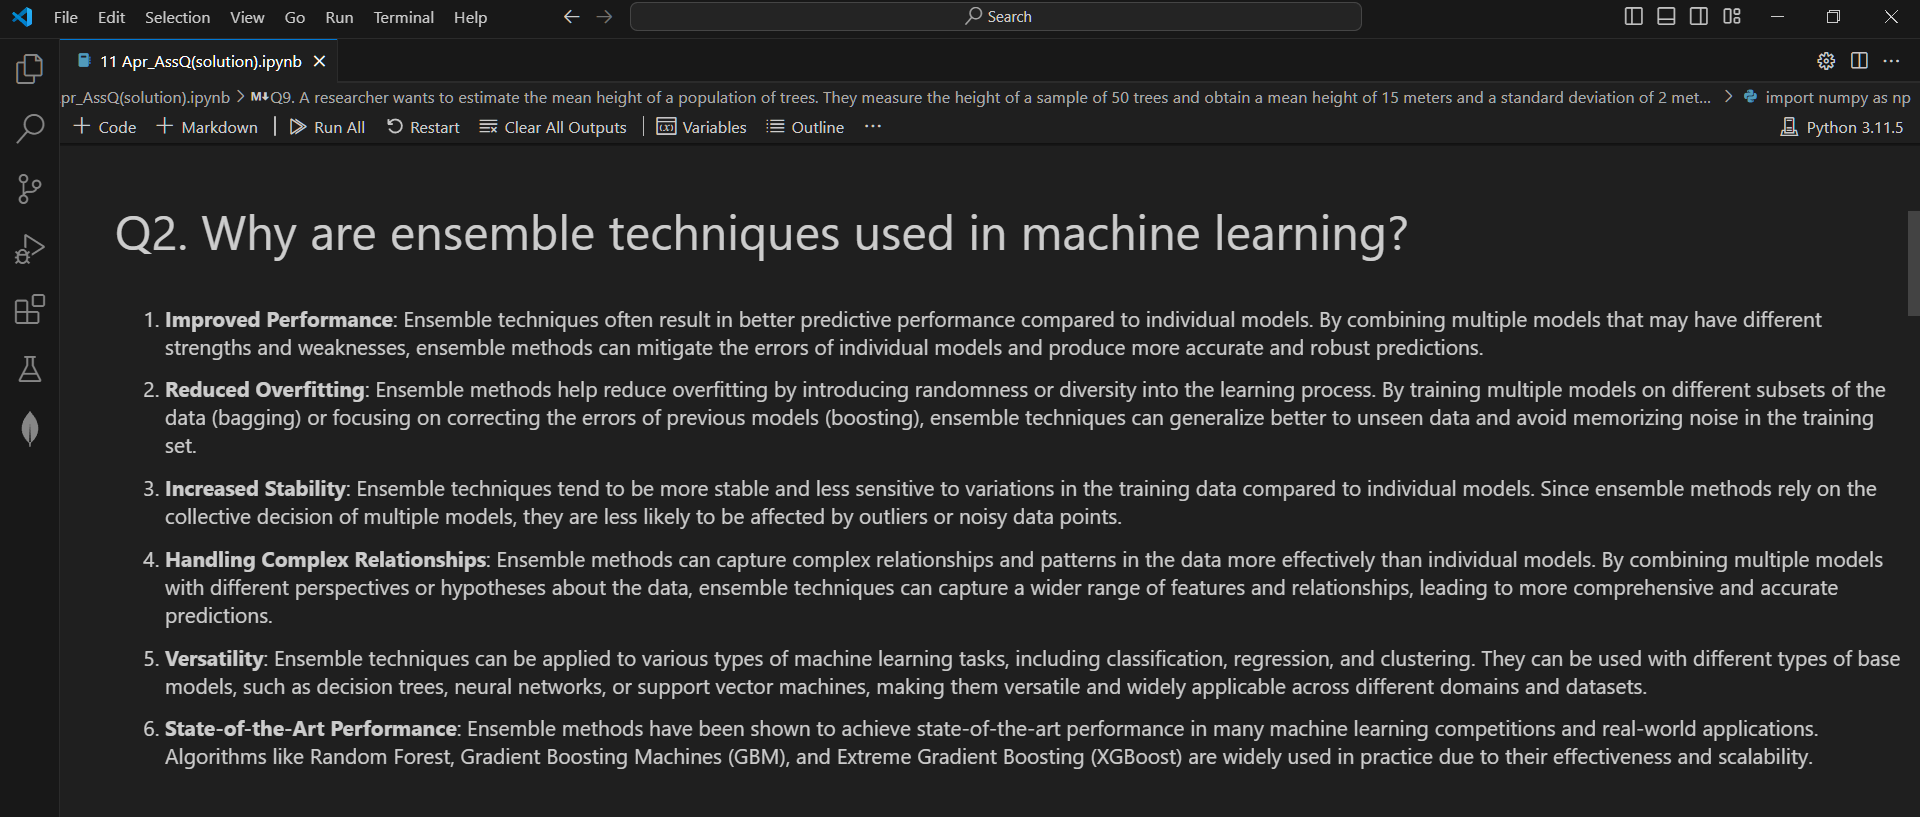 File Edit Selection View Go Run Terminal Help
Search
11 Apr_AssQ(solution).ipynb
pr_AssQ(solution).ipynb > M↓Q9. A researcher wants to estimate the mean height of a population of trees. They measure the height of a sample of 50 trees and obtain a mean height of 15 meters and a standard deviation of 2 met... > import numpy as np
+ Code + Markdown | Run All Restart Clear All Outputs | Variables Outline ...
Python 3.11.5
Q2. Why are ensemble techniques used in machine learning?
1. Improved Performance: Ensemble techniques often result in better predictive performance compared to individual models. By combining multiple models that may have different
strengths and weaknesses, ensemble methods can mitigate the errors of individual models and produce more accurate and robust predictions.
2. Reduced Overfitting: Ensemble methods help reduce overfitting by introducing randomness or diversity into the learning process. By training multiple models on different subsets of the
data (bagging) or focusing on correcting the errors of previous models (boosting), ensemble techniques can generalize better to unseen data and avoid memorizing noise in the training
set.
3. Increased Stability: Ensemble techniques tend to be more stable and less sensitive to variations in the training data compared to individual models. Since ensemble methods rely on the
collective decision of multiple models, they are less likely to be affected by outliers or noisy data points.
4. Handling Complex Relationships: Ensemble methods can capture complex relationships and patterns in the data more effectively than individual models. By combining multiple models
with different perspectives or hypotheses about the data, ensemble techniques can capture a wider range of features and relationships, leading to more comprehensive and accurate
predictions.
5. Versatility: Ensemble techniques can be applied to various types of machine learning tasks, including classification, regression, and clustering. They can be used with different types of base
models, such as decision trees, neural networks, or support vector machines, making them versatile and widely applicable across different domains and datasets.
6. State-of-the-Art Performance: Ensemble methods have been shown to achieve state-of-the-art performance in many machine learning competitions and real-world applications.
Algorithms like Random Forest, Gradient Boosting Machines (GBM), and Extreme Gradient Boosting (XGBoost) are widely used in practice due to their effectiveness and scalability.